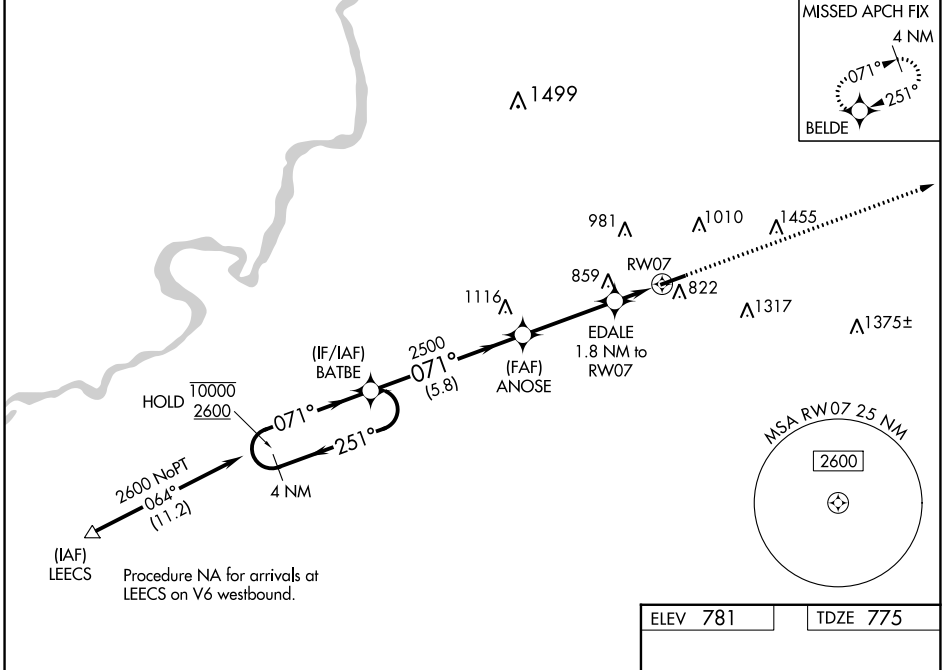 MISSED APCH FIX
4 NM
071°
251°
BELDE
1499
981
1010
1455
RW07
859
822
1116
1317
EDALE
1.8 NM to
RW07
1375±
(IF/IAF)
BATBE
2500
071°
(5.8)
(FAF)
ANOSE
HOLD
10000
2600
071°
251°
4 NM
2600 NoPT
064°
(11.2)
(IAF)
LEECS
Procedure NA for arrivals at
LEECS on V6 westbound.
MSA RW07 25 NM
2600
ELEV 781
TDZE 775